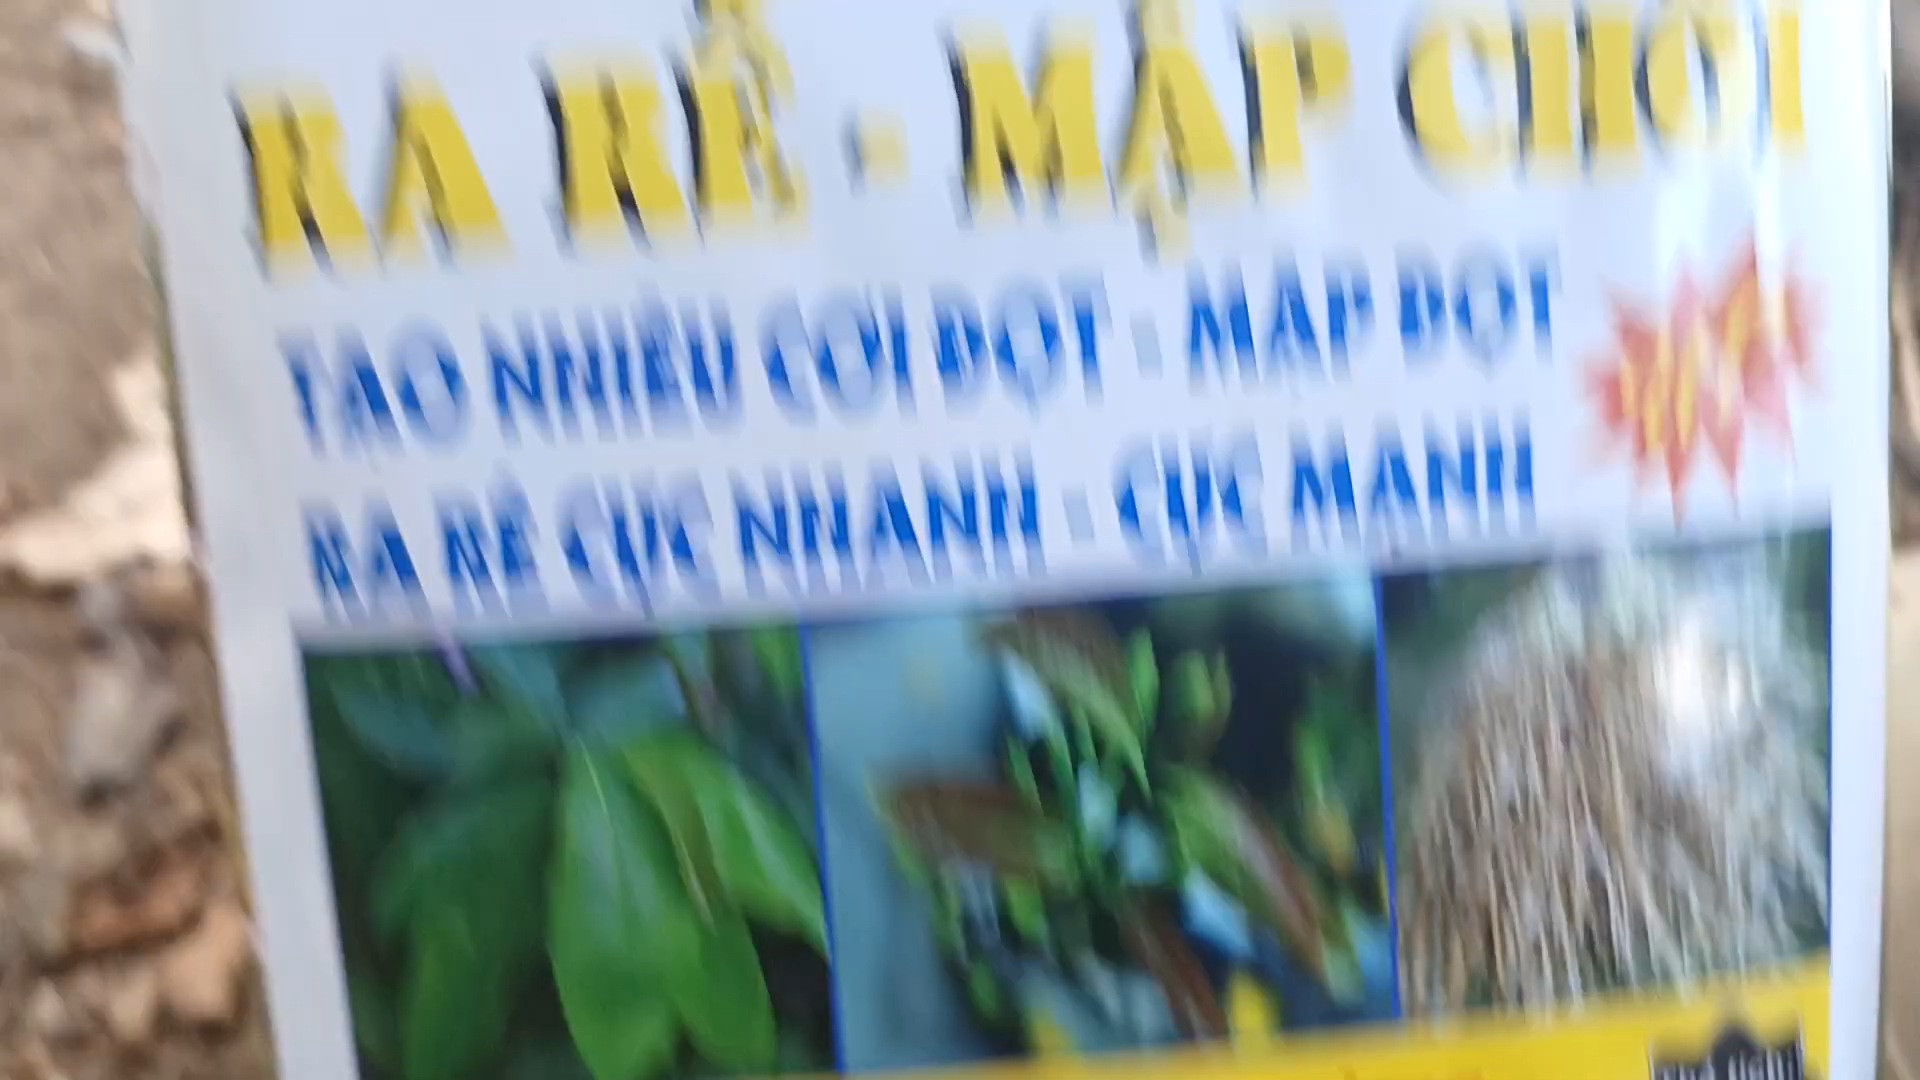 RA RỄ - MẬP CHỒI
TẠO NHIỀU CƠI ĐỌT - MẬP ĐỌT
RA RỄ CỰC NHANH - CỰC MẠNH